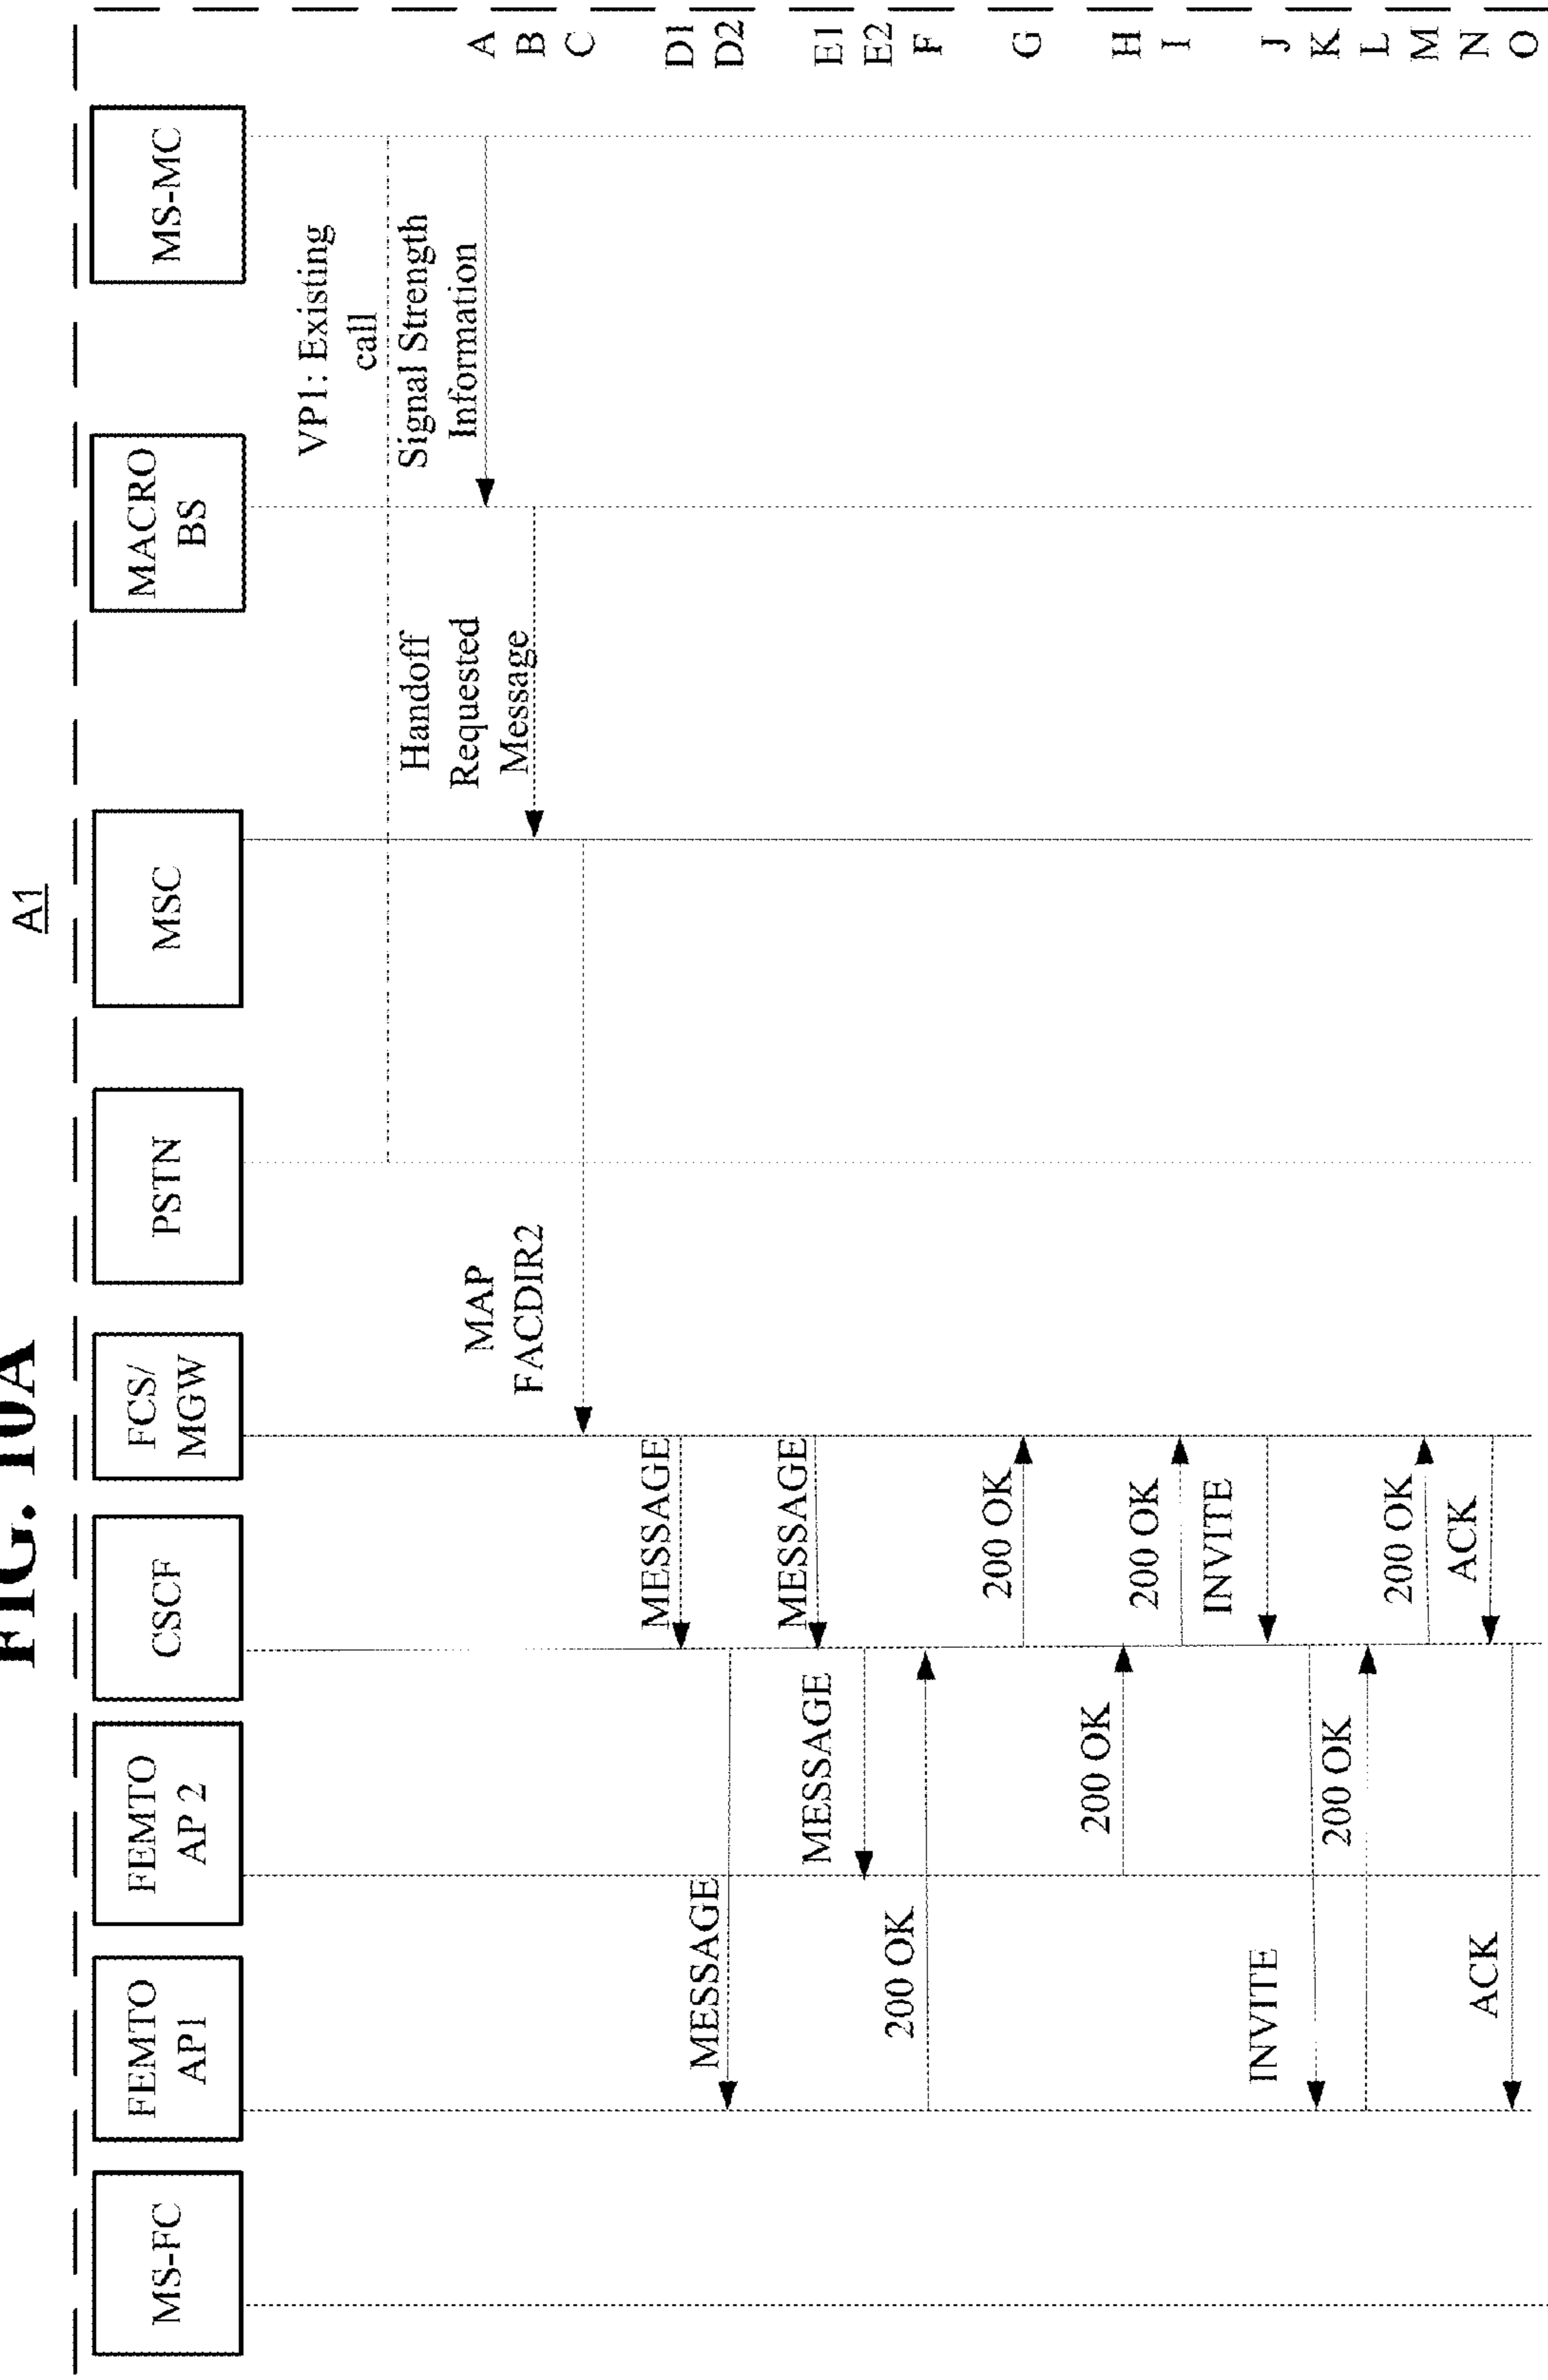 FIG. 10A
A1
MS-FC
FEMTO
AP1
FEMTO
AP 2
CSCF
FCS/
MGW
PSTN
MSC
MACRO
BS
MS-MC
VP1: Existing
call
Signal Strength
Information
A
Handoff
Requested
Message
B
MAP
FACDIR2
C
MESSAGE
D1
MESSAGE
D2
MESSAGE
E1
MESSAGE
E2
200 OK
F
200 OK
G
200 OK
H
200 OK
I
INVITE
J
INVITE
K
200 OK
L
200 OK
M
ACK
N
ACK
O